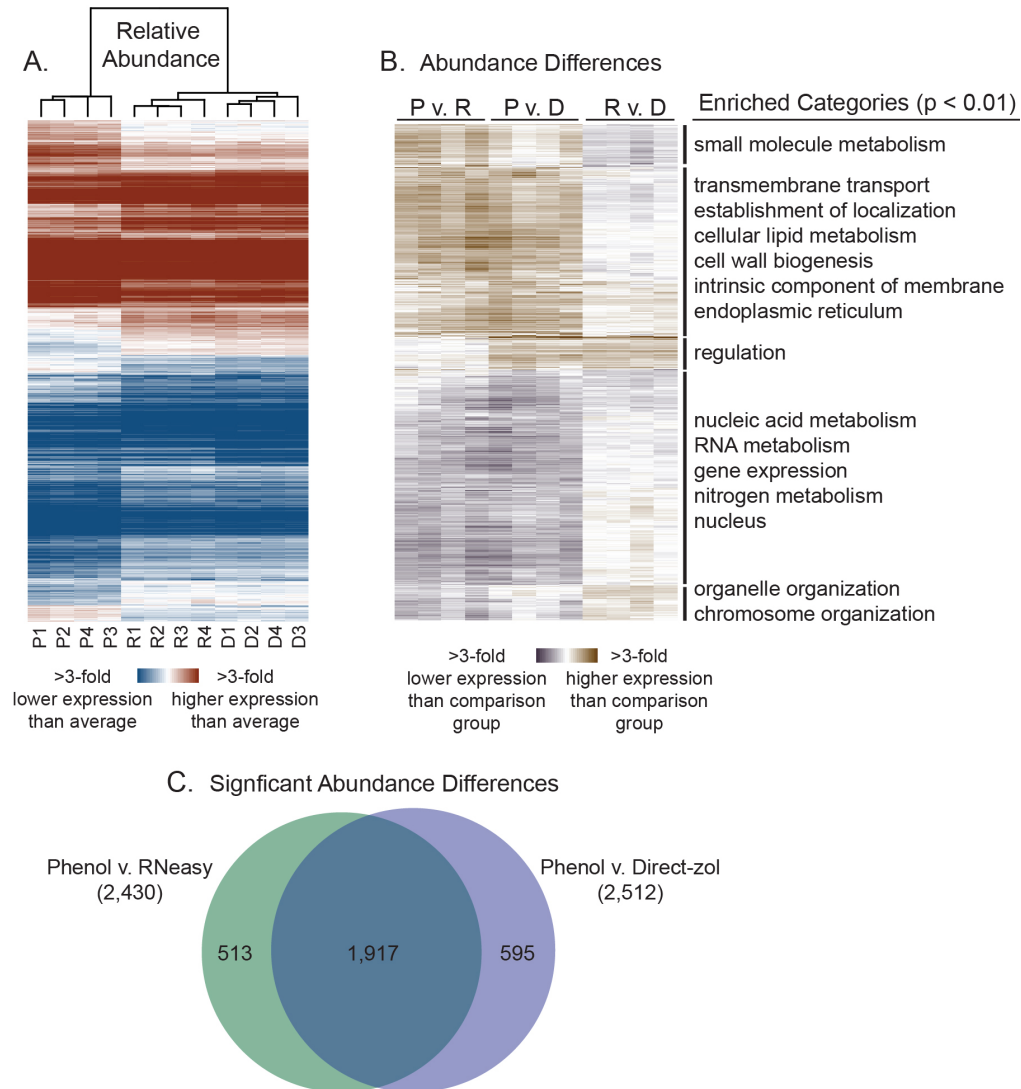 A.
Relative
Abundance
P1 P2 P4 P3 R1 R2 R3 R4 D1 D2 D4 D3
>3-fold
lower expression
than average
>3-fold
higher expression
than average
B. Abundance Differences
P v. R P v. D R v. D
Enriched Categories (p < 0.01)
small molecule metabolism
transmembrane transport
establishment of localization
cellular lipid metabolism
cell wall biogenesis
intrinsic component of membrane
endoplasmic reticulum
regulation
nucleic acid metabolism
RNA metabolism
gene expression
nitrogen metabolism
nucleus
organelle organization
chromosome organization
>3-fold
lower expression
than comparison
group
>3-fold
higher expression
than comparison
group
C. Signficant Abundance Differences
Phenol v. RNeasy
(2,430)
Phenol v. Direct-zol
(2,512)
513
1,917
595